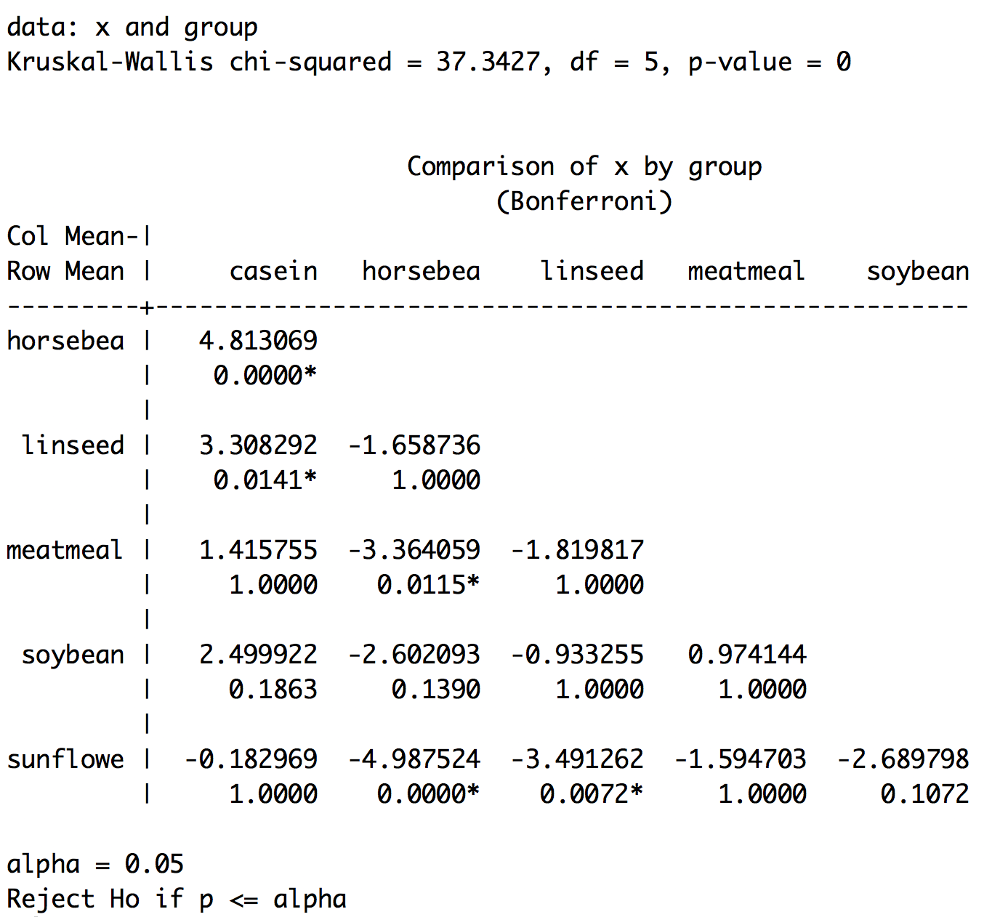 data: x and group
Kruskal-Wallis chi-squared = 37.3427, df = 5, p-value = 0
Comparison of x by group
(Bonferroni)
Col Mean-|
Row Mean |     casein   horsebea    linseed   meatmeal    soybean
---------+-------------------------------------------------------
horsebea |   4.813069
         |    0.0000*
         |
 linseed |   3.308292  -1.658736
         |    0.0141*     1.0000
         |
meatmeal |   1.415755  -3.364059  -1.819817
         |     1.0000    0.0115*     1.0000
         |
 soybean |   2.499922  -2.602093  -0.933255   0.974144
         |     0.1863     0.1390     1.0000     1.0000
         |
sunflowe |  -0.182969  -4.987524  -3.491262  -1.594703  -2.689798
         |     1.0000    0.0000*    0.0072*     1.0000     0.1072
alpha = 0.05
Reject Ho if p <= alpha